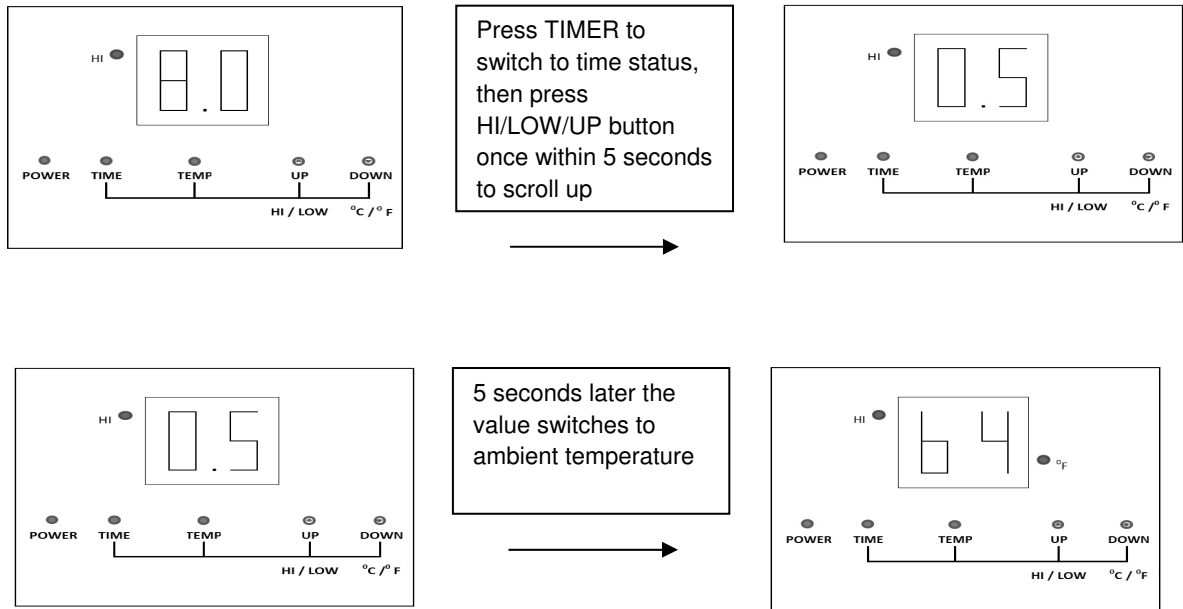 HI
8.0
POWER TIME TEMP UP DOWN
HI / LOW °C /° F
Press TIMER to
switch to time status,
then press
HI/LOW/UP button
once within 5 seconds
to scroll up
HI
0.5
POWER TIME TEMP UP DOWN
HI / LOW °C /° F
HI
0.5
POWER TIME TEMP UP DOWN
HI / LOW °C /° F
5 seconds later the
value switches to
ambient temperature
HI
64
°F
POWER TIME TEMP UP DOWN
HI / LOW °C / °F